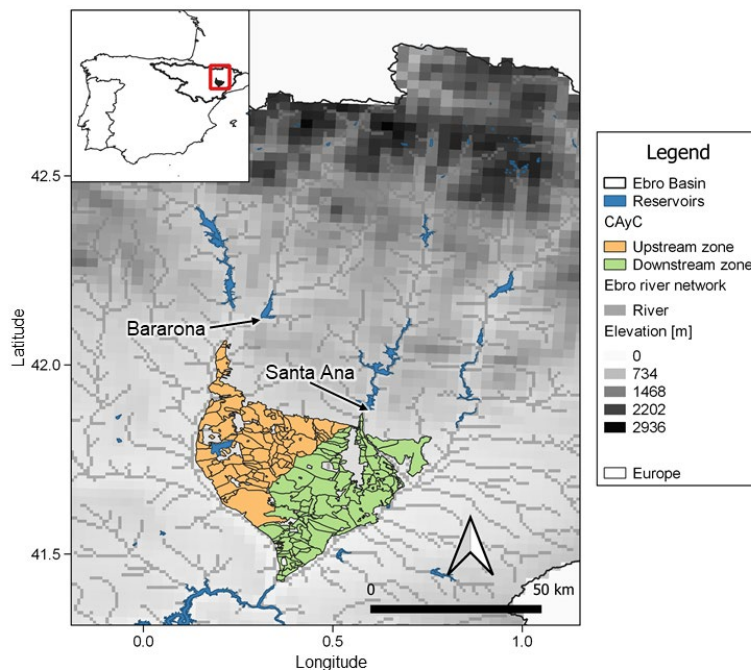 42.5
42.0
41.5
Latitude
Bararona
Santa Ana
0
50 km
0.0
0.5
1.0
Longitude
Legend
Ebro Basin
Reservoirs
CAyC
Upstream zone
Downstream zone
Ebro river network
River
Elevation [m]
0
734
1468
2202
2936
Europe